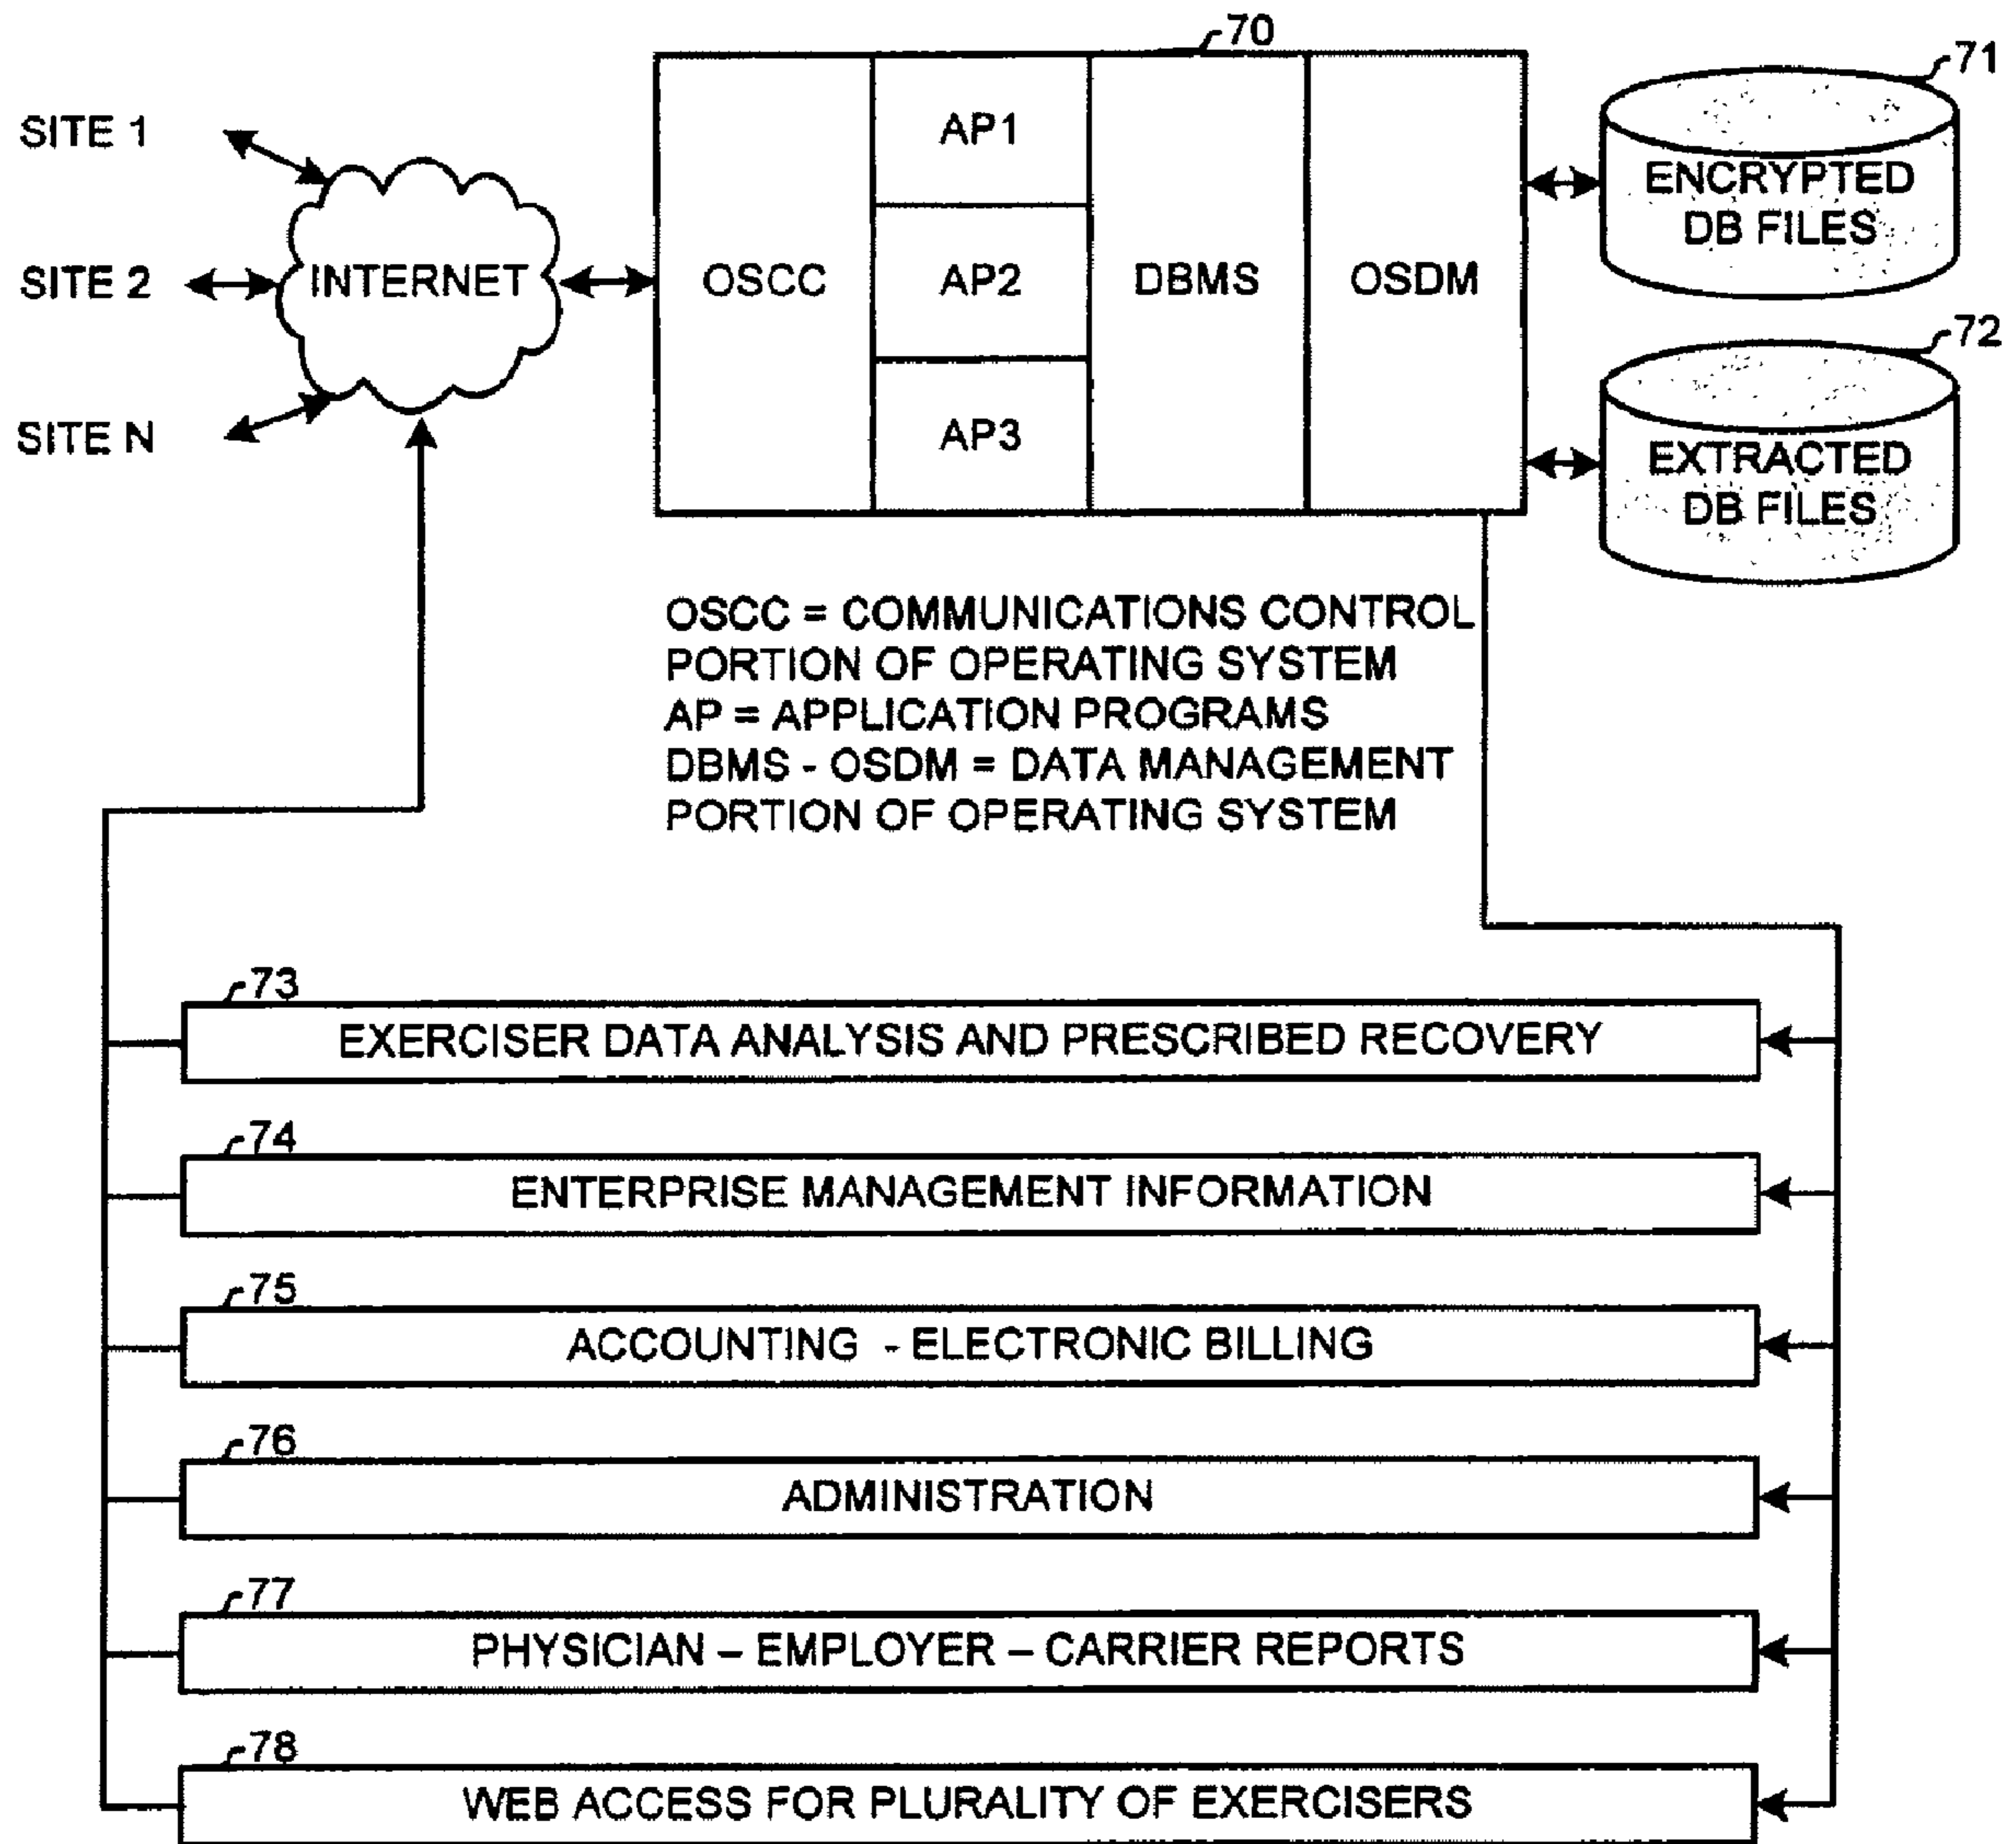 70
71
SITE 1
AP1
ENCRYPTED
DB FILES
SITE 2
INTERNET
OSCC
AP2
DBMS
OSDM
72
SITE N
AP3
EXTRACTED
DB FILES
OSCC = COMMUNICATIONS CONTROL
PORTION OF OPERATING SYSTEM
AP = APPLICATION PROGRAMS
DBMS - OSDM = DATA MANAGEMENT
PORTION OF OPERATING SYSTEM
73
EXERCISER DATA ANALYSIS AND PRESCRIBED RECOVERY
74
ENTERPRISE MANAGEMENT INFORMATION
75
ACCOUNTING - ELECTRONIC BILLING
76
ADMINISTRATION
77
PHYSICIAN – EMPLOYER – CARRIER REPORTS
78
WEB ACCESS FOR PLURALITY OF EXERCISERS